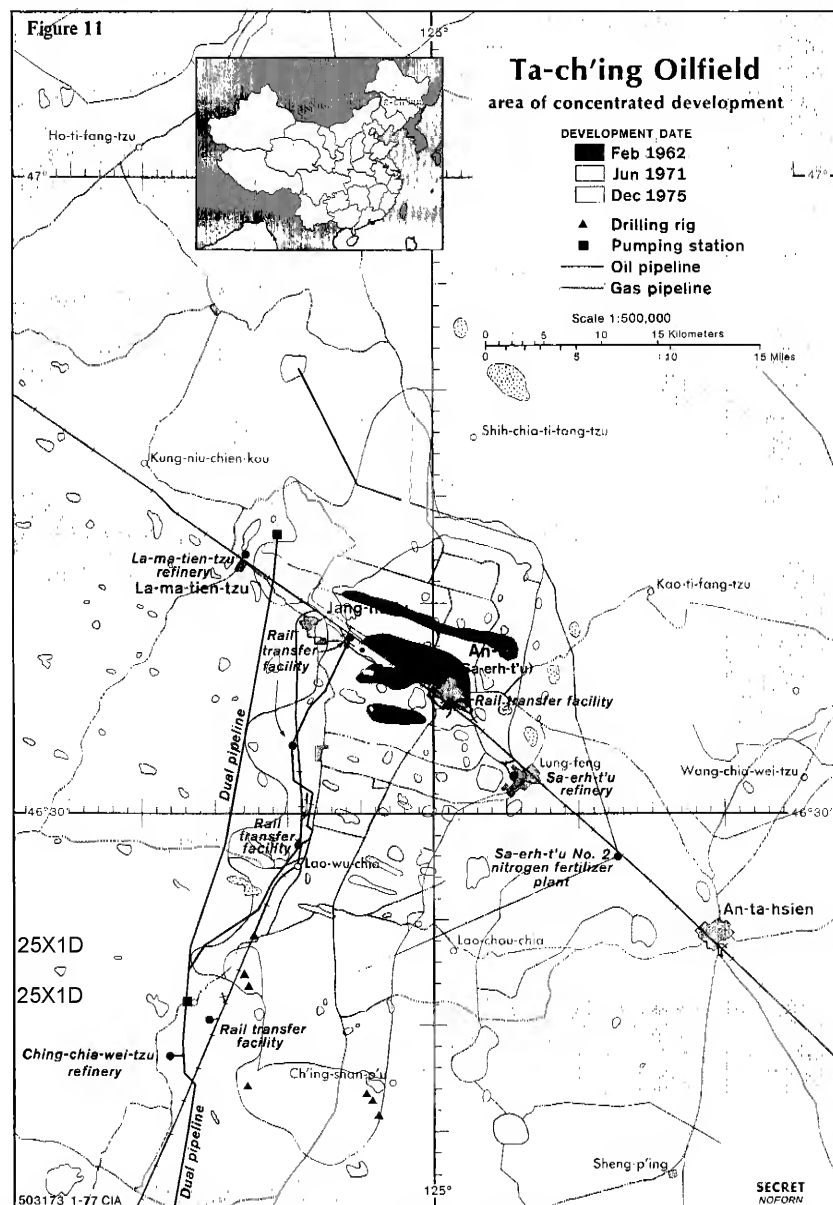 Figure 11
125°
Ta-ch'ing Oilfield
area of concentrated development
DEVELOPMENT DATE
Feb 1962
Jun 1971
Dec 1975
Drilling rig
Pumping station
Oil pipeline
Gas pipeline
Scale 1:500,000
0 5 10 15 Kilometers
0 5 10 15 Miles
Ho-ti-fang-tzu
47°
47°
Shih-chia-ti-fang-tzu
Kung-niu-chien-kou
La-ma-tien-tzu
refinery
La-ma-tien-tzu
Kao-ti-fang-tzu
Rail
transfer
facility
(Sa-erh-t'u)
Rail transfer facility
Dual pipeline
Lung-feng
Sa-erh-t'u
refinery
Wang-chia-wei-tzu
46°30'
46°30'
Rail
transfer
facility
Lao-wu-chia
Sa-erh-t'u No. 2
nitrogen fertilizer
plant
An-ta-hsien
Lao-chou-chia
25X1D
25X1D
Rail transfer
facility
Ching-chia-wei-tzu
refinery
Ch'ing-shan-p'u
Dual pipeline
Sheng-p'ing
503173 1-77 CIA
125°
SECRET
NOFORN